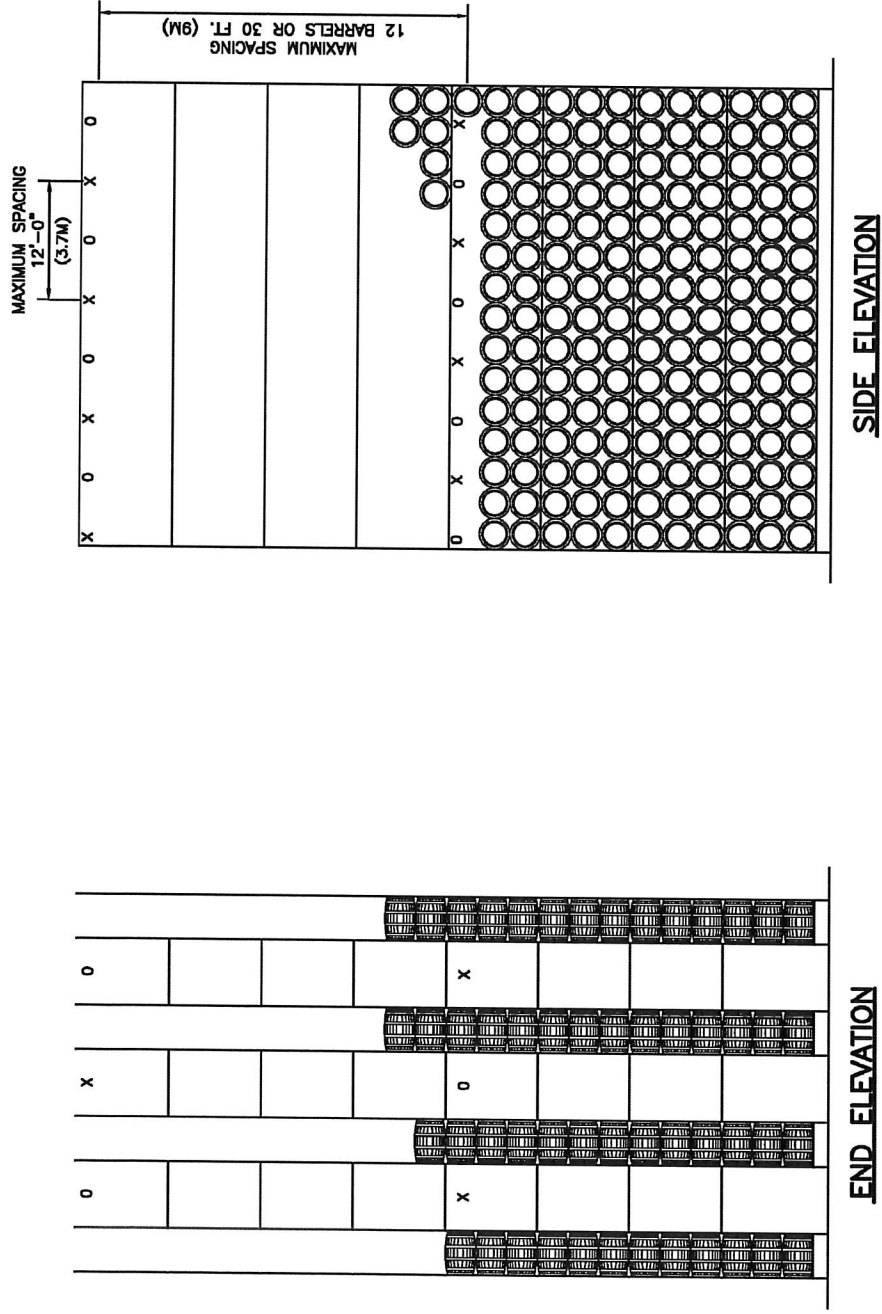 MAXIMUM SPACING
12'-0"
(3.7M)
MAXIMUM SPACING
12 BARRELS OR 30 FT. (9M)
X O X O X O X O
O X O X O X O X
SIDE ELEVATION
O X O
X O X
END ELEVATION